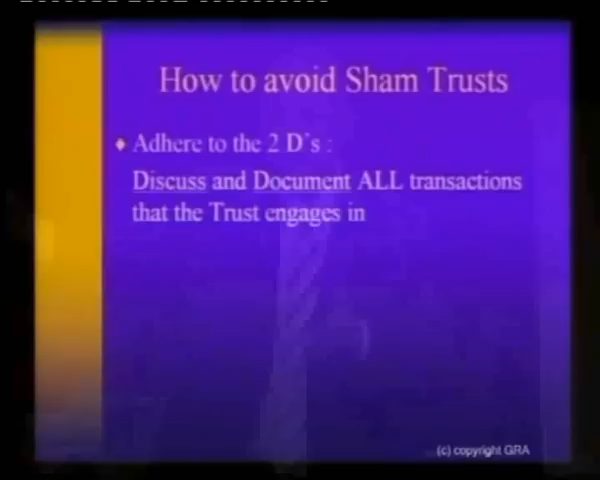 How to avoid Sham Trusts
Adhere to the 2 D's :
Discuss and Document ALL transactions
that the Trust engages in
(c) copyright GRA